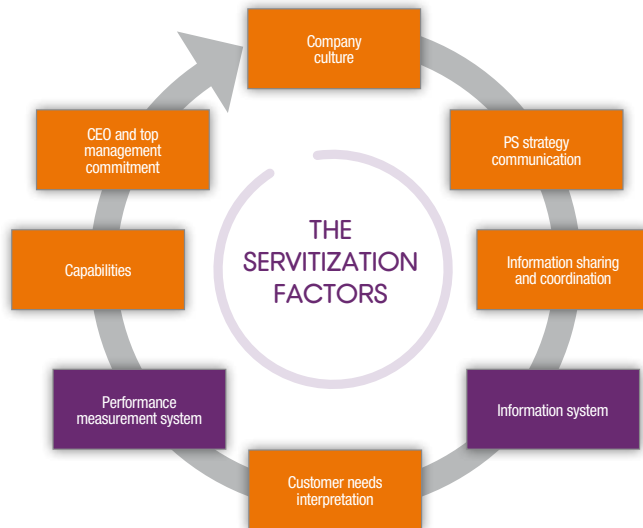 Company
culture
PS strategy
communication
Information sharing
and coordination
Information system
Customer needs
interpretation
Performance
measurement system
Capabilities
CEO and top
management
commitment
THE
SERVITIZATION
FACTORS